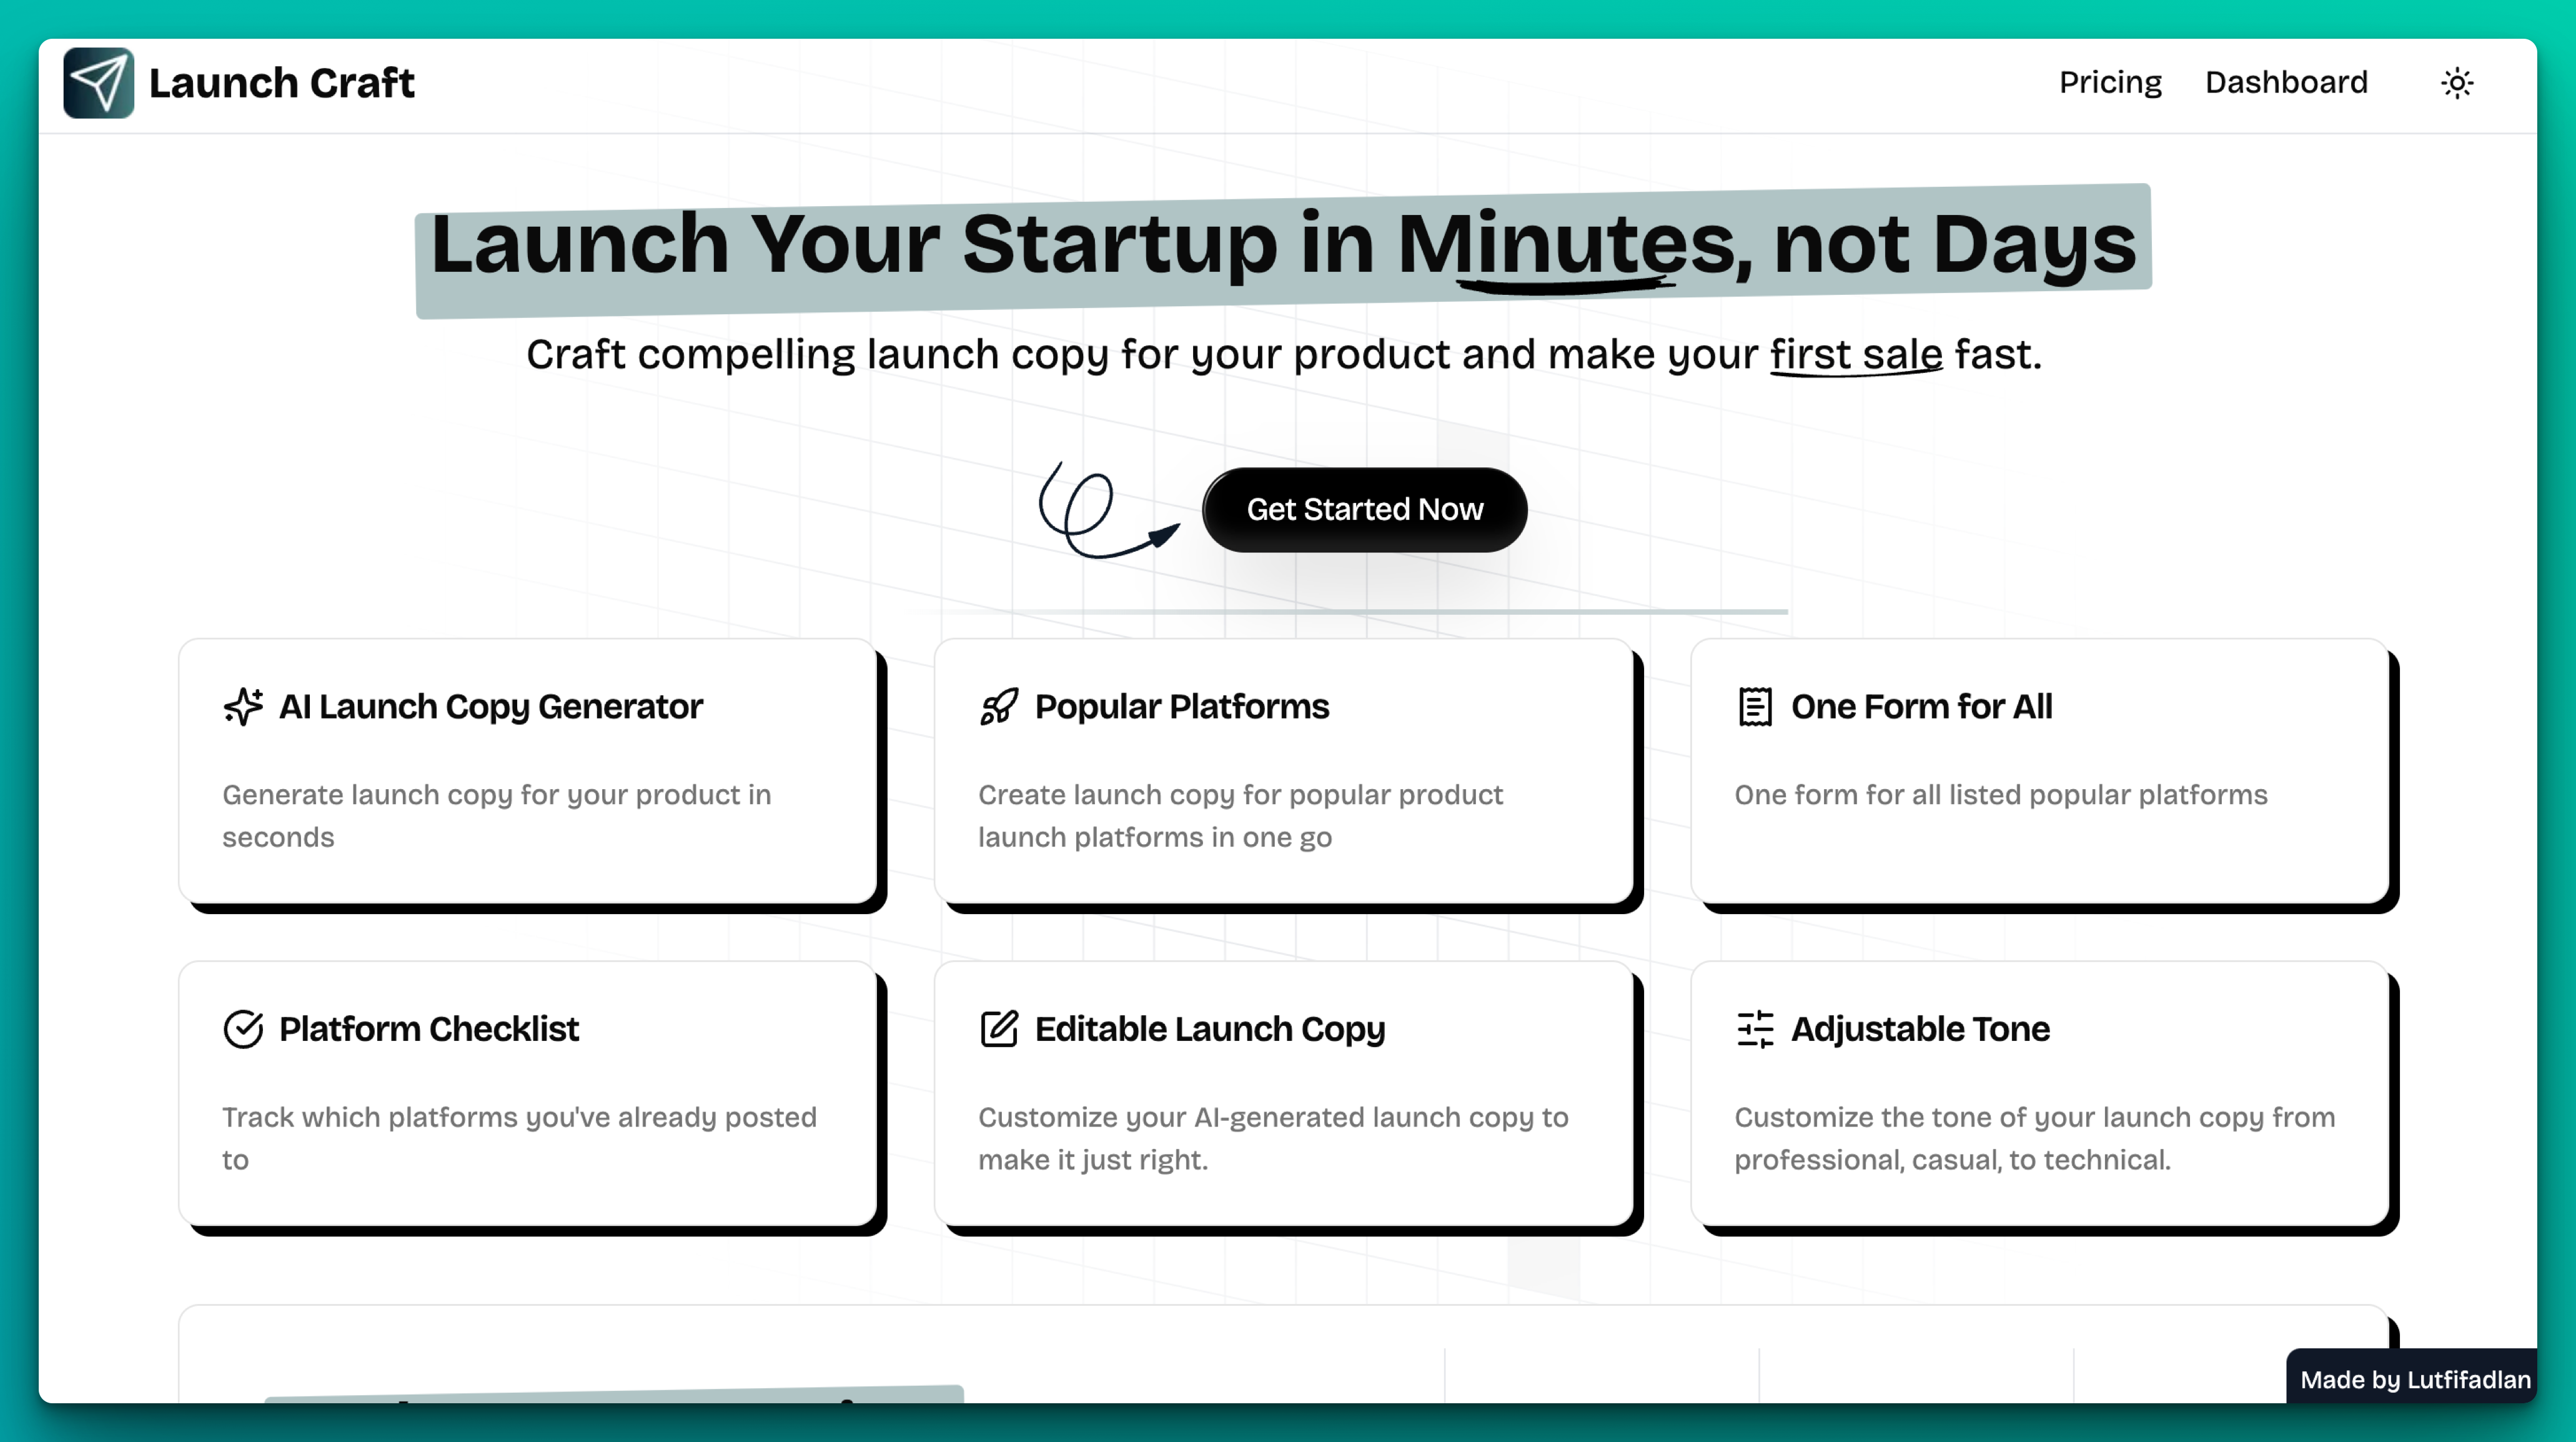 Launch Craft
Pricing
Dashboard
Launch Your Startup in Minutes, not Days
Craft compelling launch copy for your product and make your first sale fast.
Get Started Now
AI Launch Copy Generator
Generate launch copy for your product in
seconds
Popular Platforms
Create launch copy for popular product
launch platforms in one go
One Form for All
One form for all listed popular platforms
Platform Checklist
Track which platforms you've already posted
to
Editable Launch Copy
Customize your AI-generated launch copy to
make it just right.
Adjustable Tone
Customize the tone of your launch copy from
professional, casual, to technical.
Made by Lutfifadlan